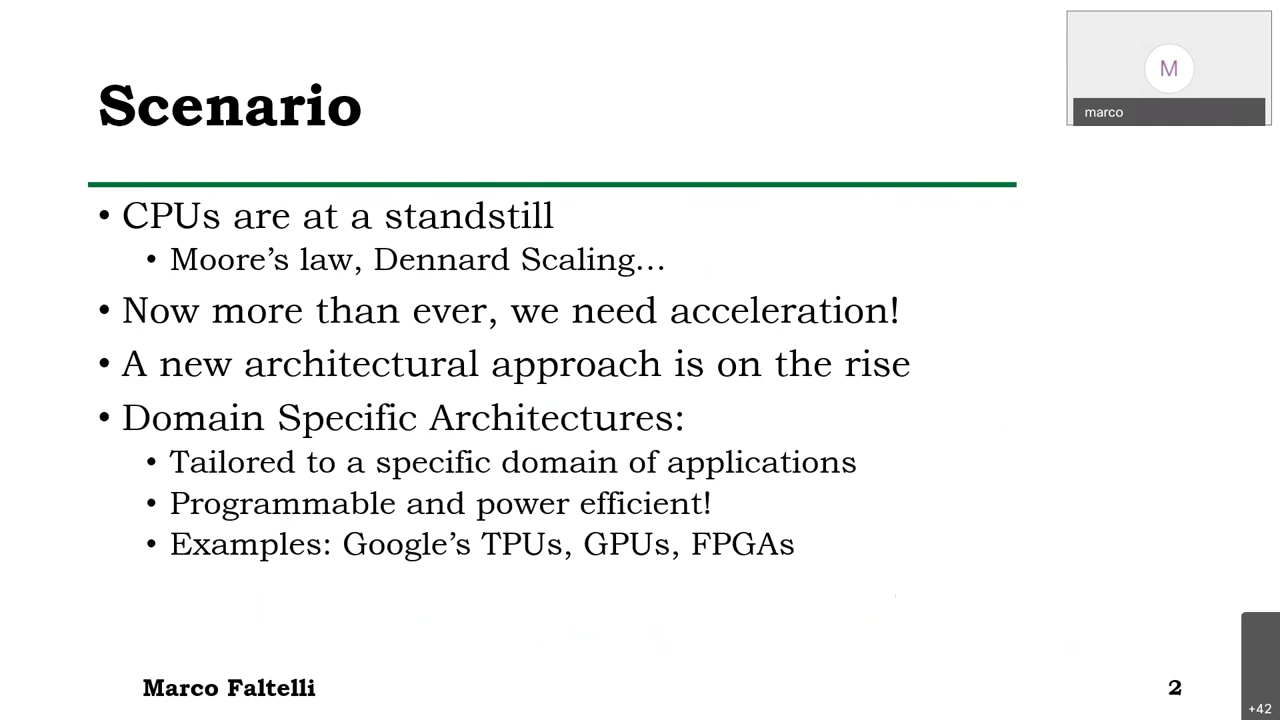 Scenario
M
marco
• CPUs are at a standstill
• Moore’s law, Dennard Scaling…
• Now more than ever, we need acceleration!
• A new architectural approach is on the rise
• Domain Specific Architectures:
• Tailored to a specific domain of applications
• Programmable and power efficient!
• Examples: Google’s TPUs, GPUs, FPGAs
Marco Faltelli
2
+42